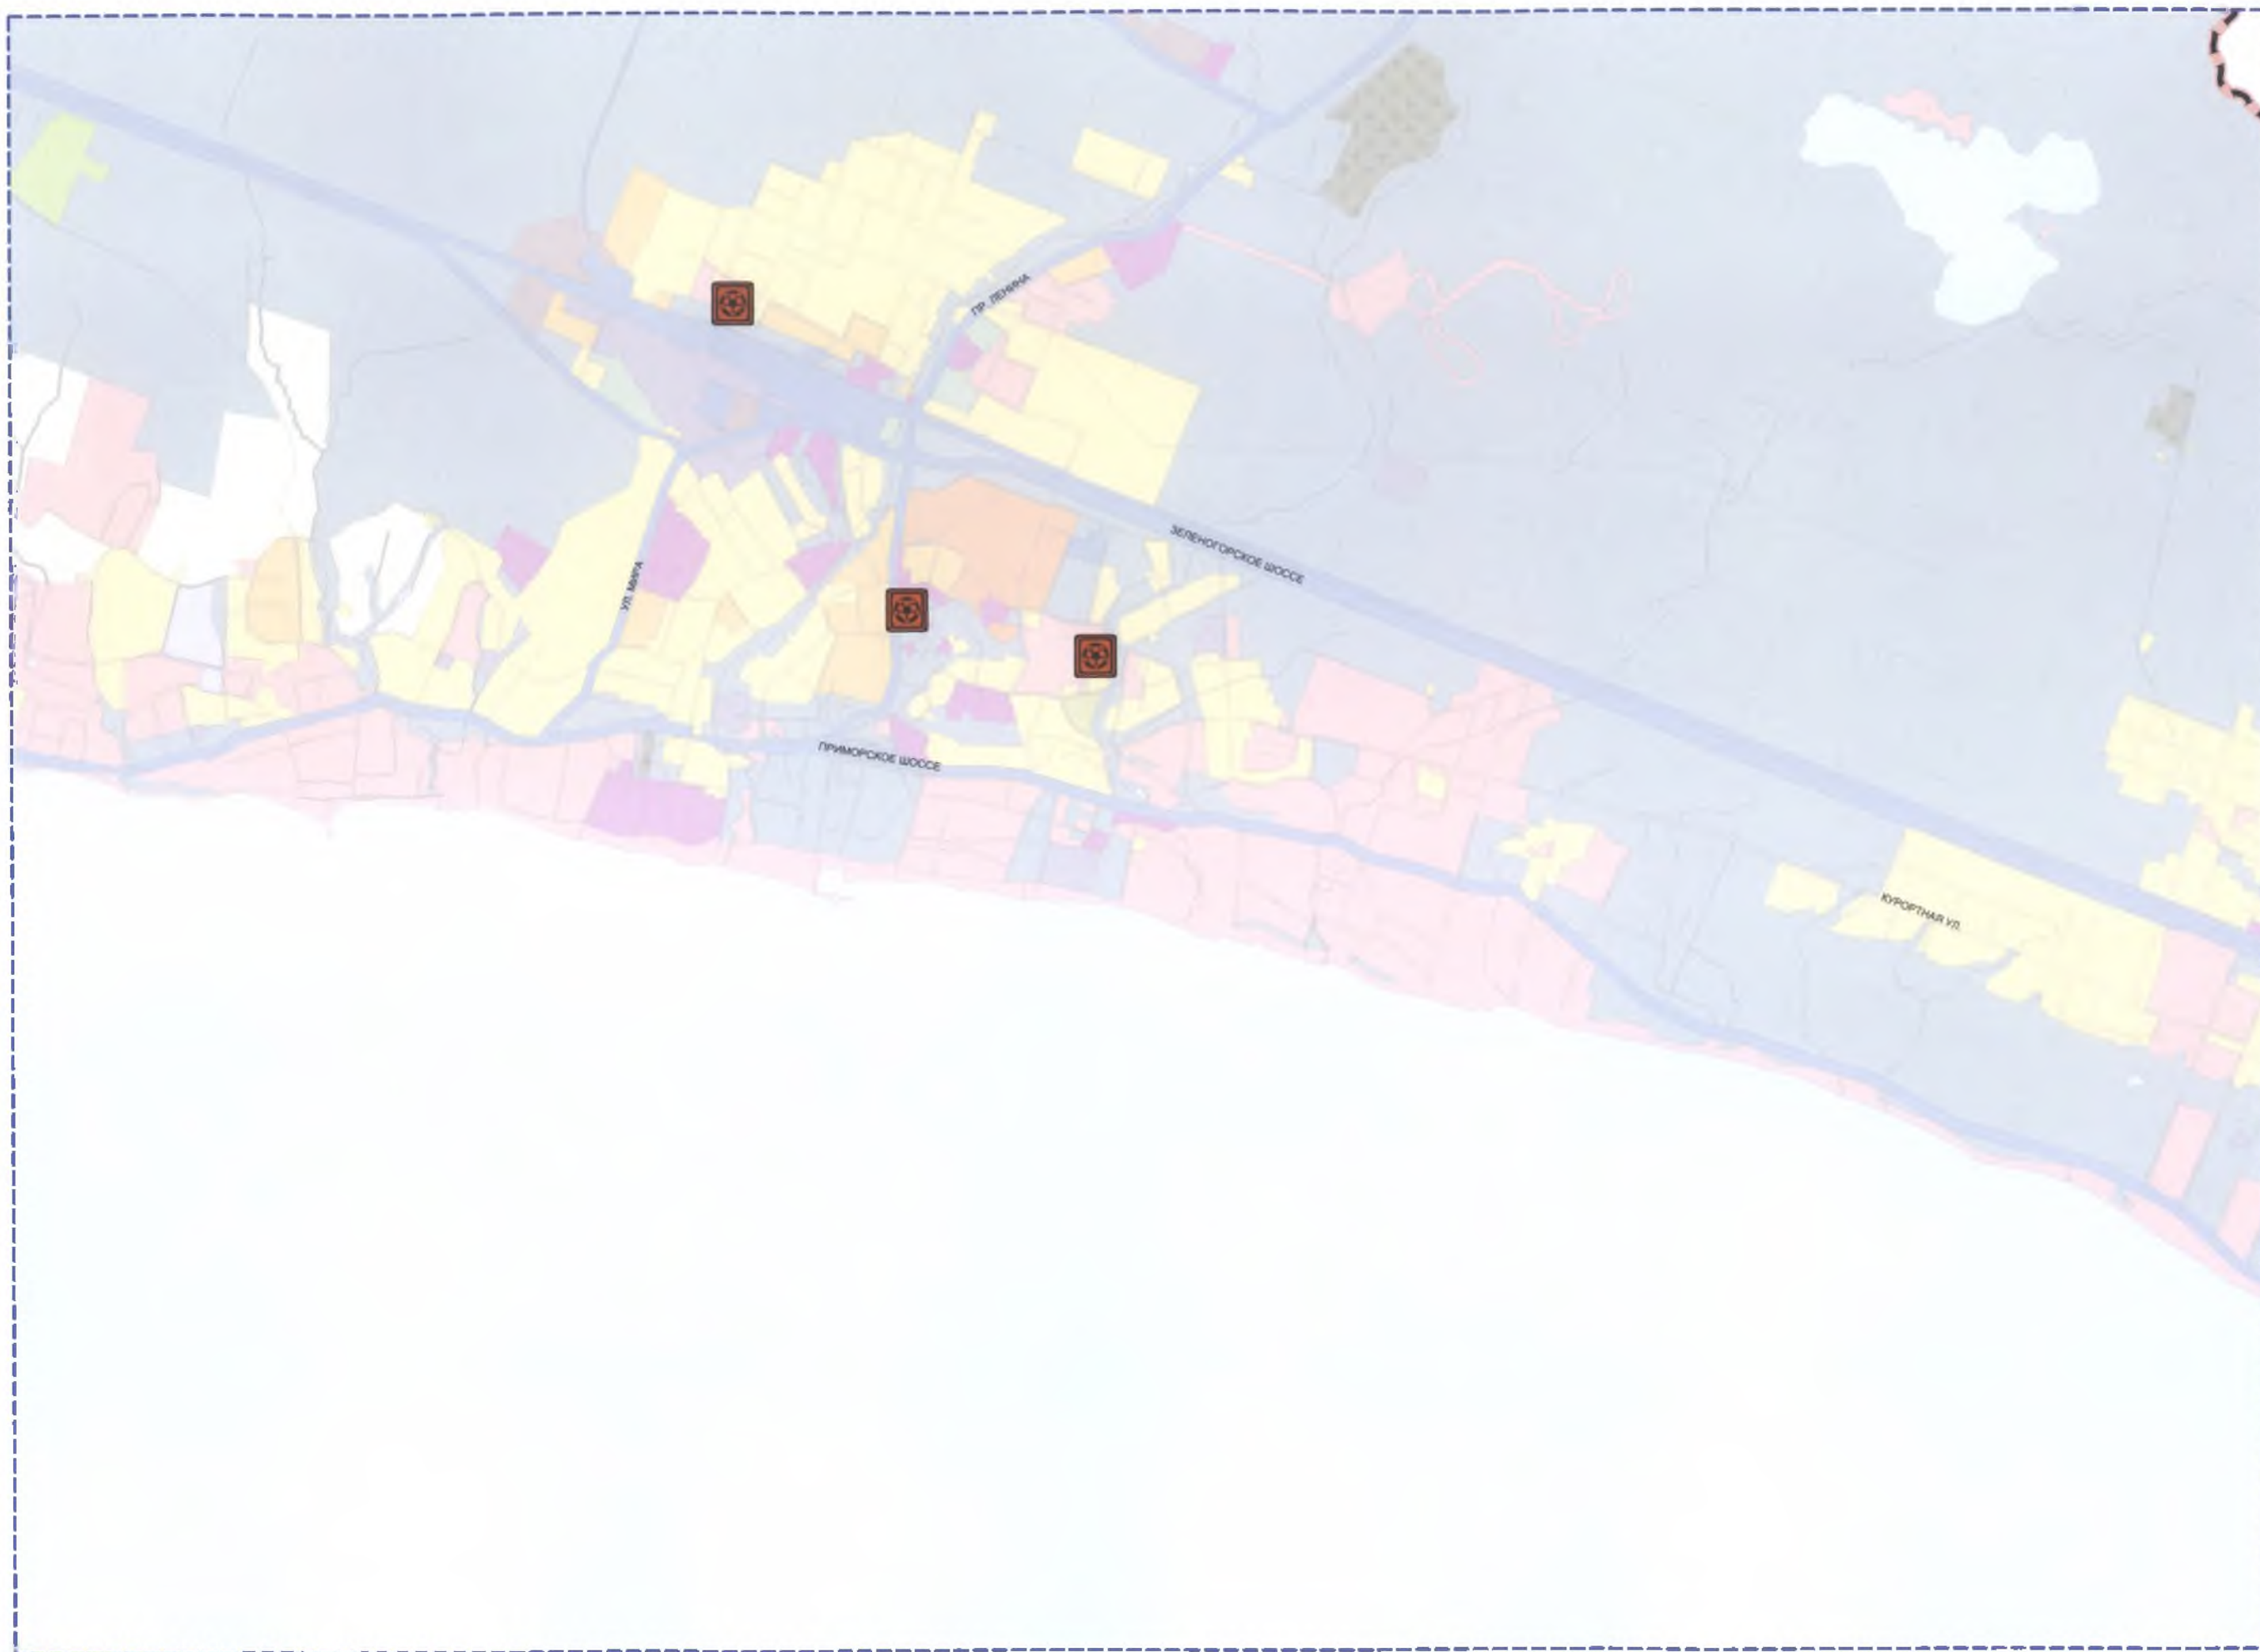 ПР. ЛЕНИНА
ЗЕЛЕНОГОРСКОЕ ШОССЕ
УЛ. МИРА
ПРИМОРСКОЕ ШОССЕ
КУРОРТНАЯ УЛ.